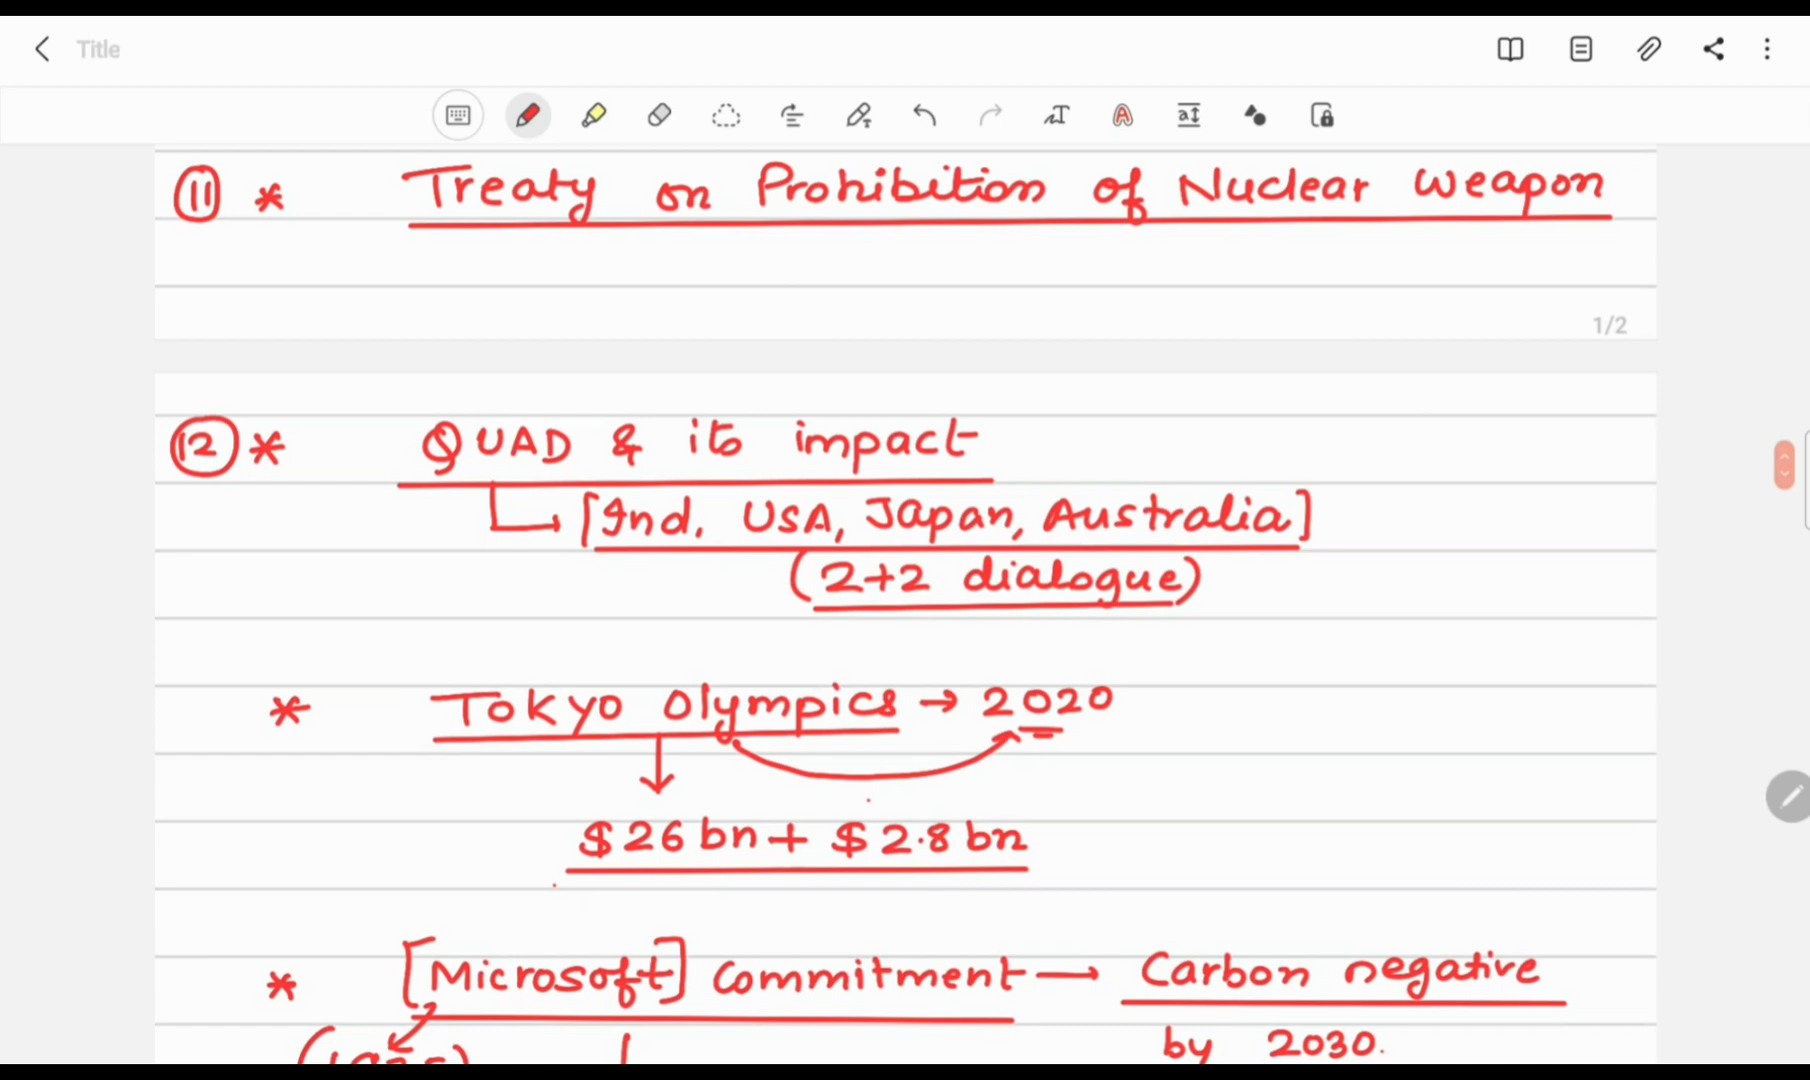 Title
11 * Treaty on Prohibition of Nuclear Weapon
1/2
12 * QUAD & its impact
[Ind, USA, Japan, Australia]
(2+2 dialogue)
* Tokyo Olympics → 2020
$26 bn + $2.8 bn
* [Microsoft] Commitment → Carbon negative
by 2030.